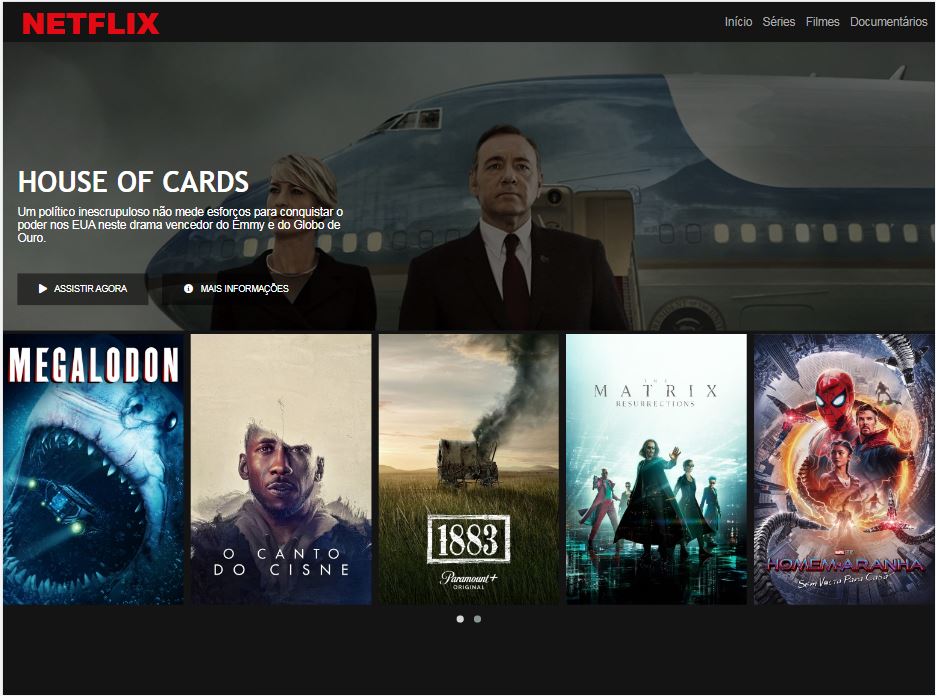 NETFLIX
Início Séries Filmes Documentários
HOUSE OF CARDS
Um político inescrupuloso não mede esforços para conquistar o
poder nos EUA neste drama vencedor do Emmy e do Globo de
Ouro.
ASSISTIR AGORA
MAIS INFORMAÇÕES
MEGALODON
O CANTO
DO CISNE
1883
Paramount+
ORIGINAL
THE
MATRIX
RESURRECTIONS
HOMEM-ARANHA
Sem Volta Para Casa